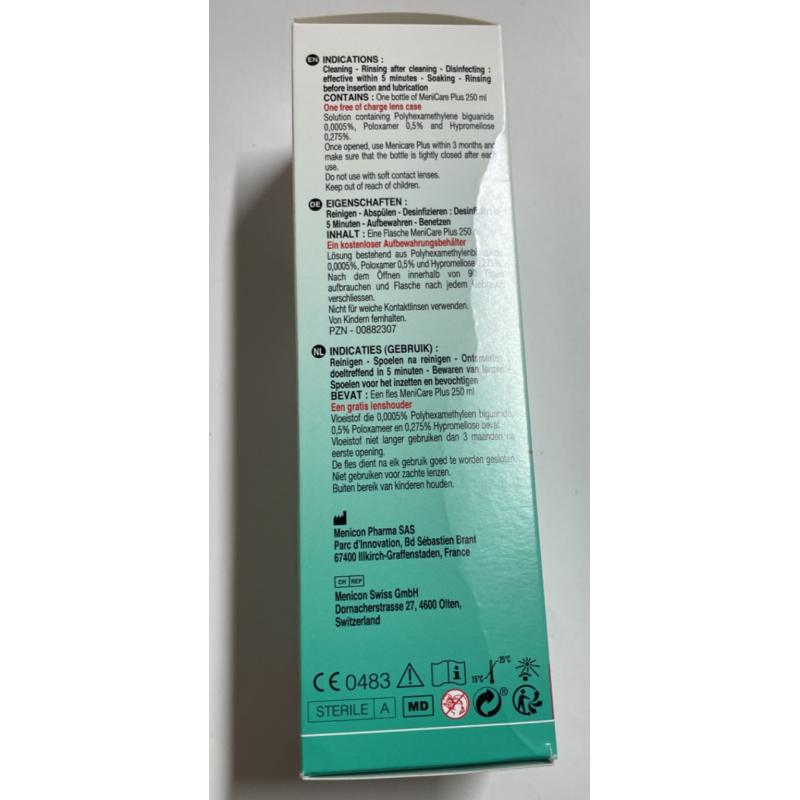 EN INDICATIONS :
Cleaning - Rinsing after cleaning - Disinfecting :
effective within 5 minutes - Soaking - Rinsing
before insertion and lubrication
CONTAINS : One bottle of MeniCare Plus 250 ml
One free of charge lens case
Solution containing Polyhexamethylene biguanide
0,0005%, Poloxamer 0,5% and Hypromellose
0,275%.
Once opened, use Menicare Plus within 3 months and
make sure that the bottle is tightly closed after each
use.
Do not use with soft contact lenses.
Keep out of reach of children.
DE EIGENSCHAFTEN :
Reinigen - Abspülen - Desinfizieren :
5 Minuten - Aufbewahren - Benetzen
INHALT : Eine Flasche MeniCare Plus 250
Ein kostenloser Aufbewahrungsbehälter
Lösung bestehend aus
0,0005%, Poloxamer 0,5% und Hypromellose 0,275%.
Nach dem Öffnen innerhalb von 90 Tagen
aufbrauchen und Flasche nach jedem Gebrauch
verschliessen.
Nicht für weiche Kontaktlinsen verwenden.
Von Kindern fernhalten.
PZN - 00882307
NL INDICATIES (GEBRUIK) :
Reinigen - Spoelen na reinigen -
doeltreffend in 5 minuten - Bewaren van lenzen -
Spoelen voor het inzetten en bevochtigen
BEVAT : Een fles MeniCare Plus 250 ml
Een gratis lenshouder
Vloeistof die 0,0005% Polyhexamethyleen biguanide,
0,5% Poloxameer en 0,275% Hypromellose bevat.
Vloeistof niet langer gebruiken dan 3 maanden na
eerste opening.
De fles dient na elk gebruik goed te worden gesloten.
Niet gebruiken voor zachte lenzen.
Buiten bereik van kinderen houden.
Menicon Pharma SAS
Parc d'Innovation, Bd Sébastien Brant
67400 Illkirch-Graffenstaden, France
CH REP
Menicon Swiss GmbH
Dornacherstrasse 27, 4600 Olten,
Switzerland
CE 0483 i 15°C 25°C
STERILE A MD ®